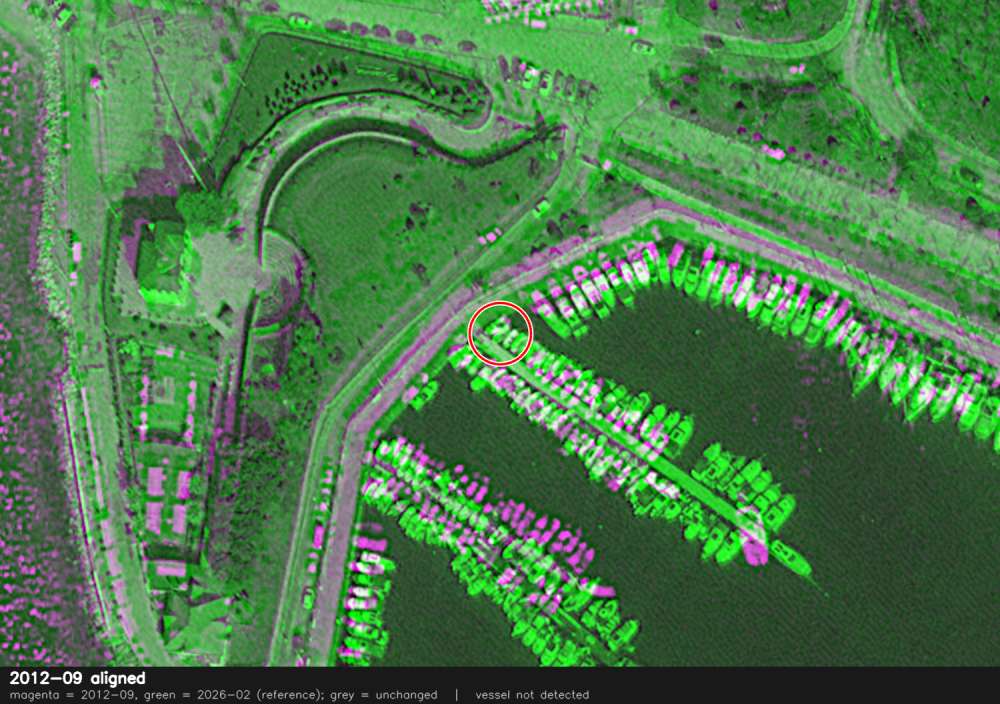 2012-09 aligned
magenta = 2012-09, green = 2026-02 (reference); grey = unchanged | vessel not detected